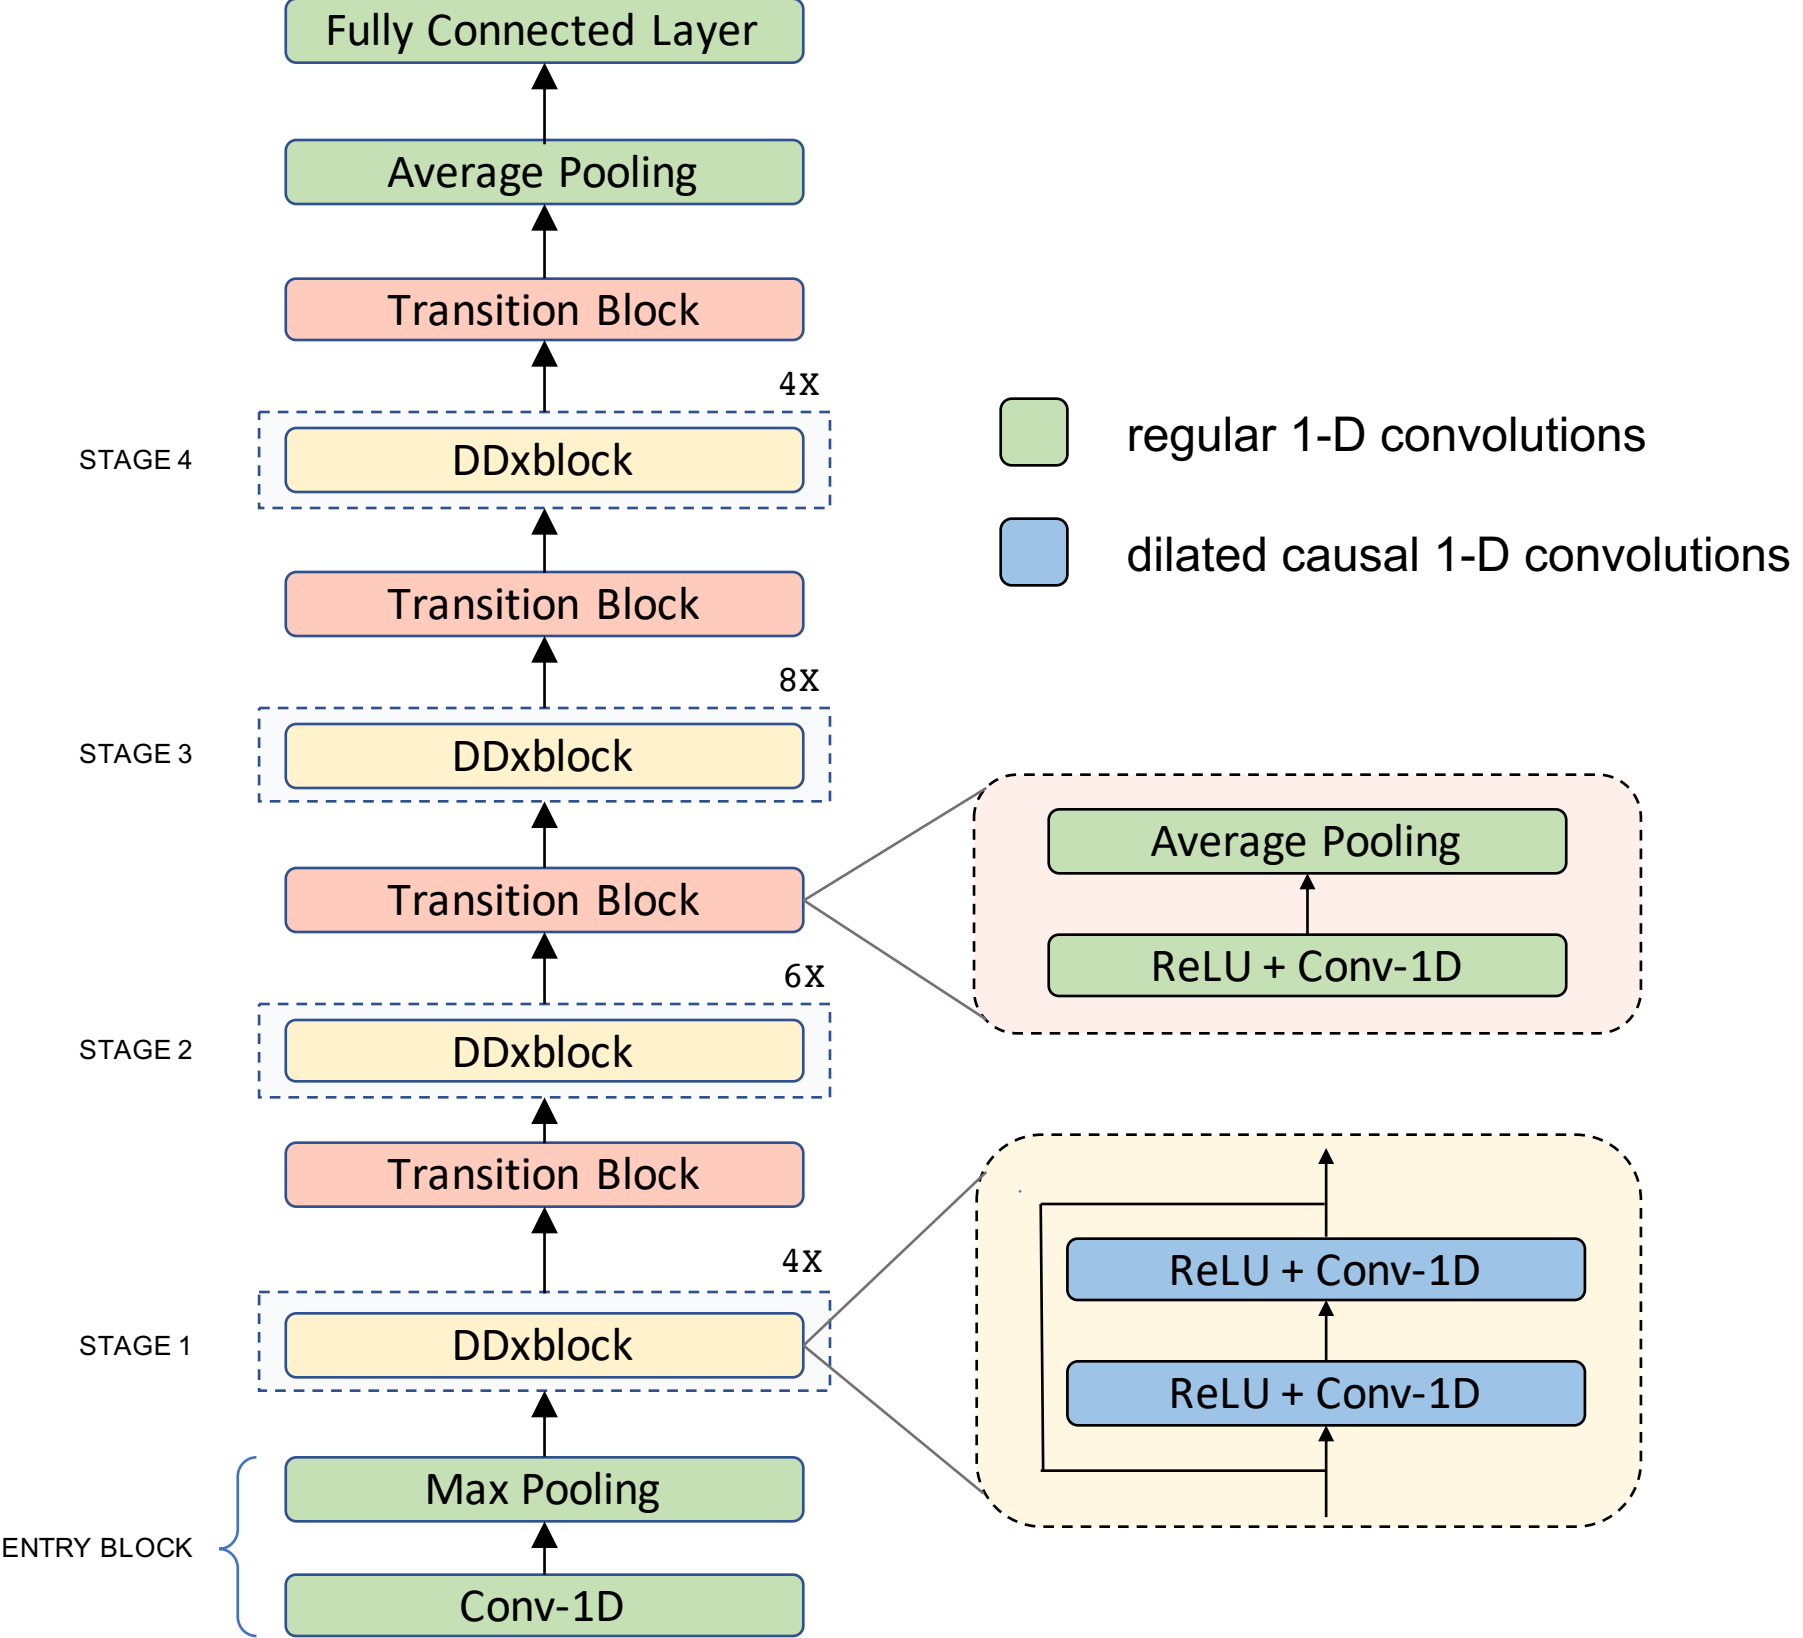 Fully Connected Layer
Average Pooling
Transition Block
4X
STAGE 4
DDxblock
Transition Block
8X
STAGE 3
DDxblock
Transition Block
6X
STAGE 2
DDxblock
Transition Block
4X
STAGE 1
DDxblock
Max Pooling
ENTRY BLOCK
Conv-1D
regular 1-D convolutions
dilated causal 1-D convolutions
Average Pooling
ReLU + Conv-1D
ReLU + Conv-1D
ReLU + Conv-1D